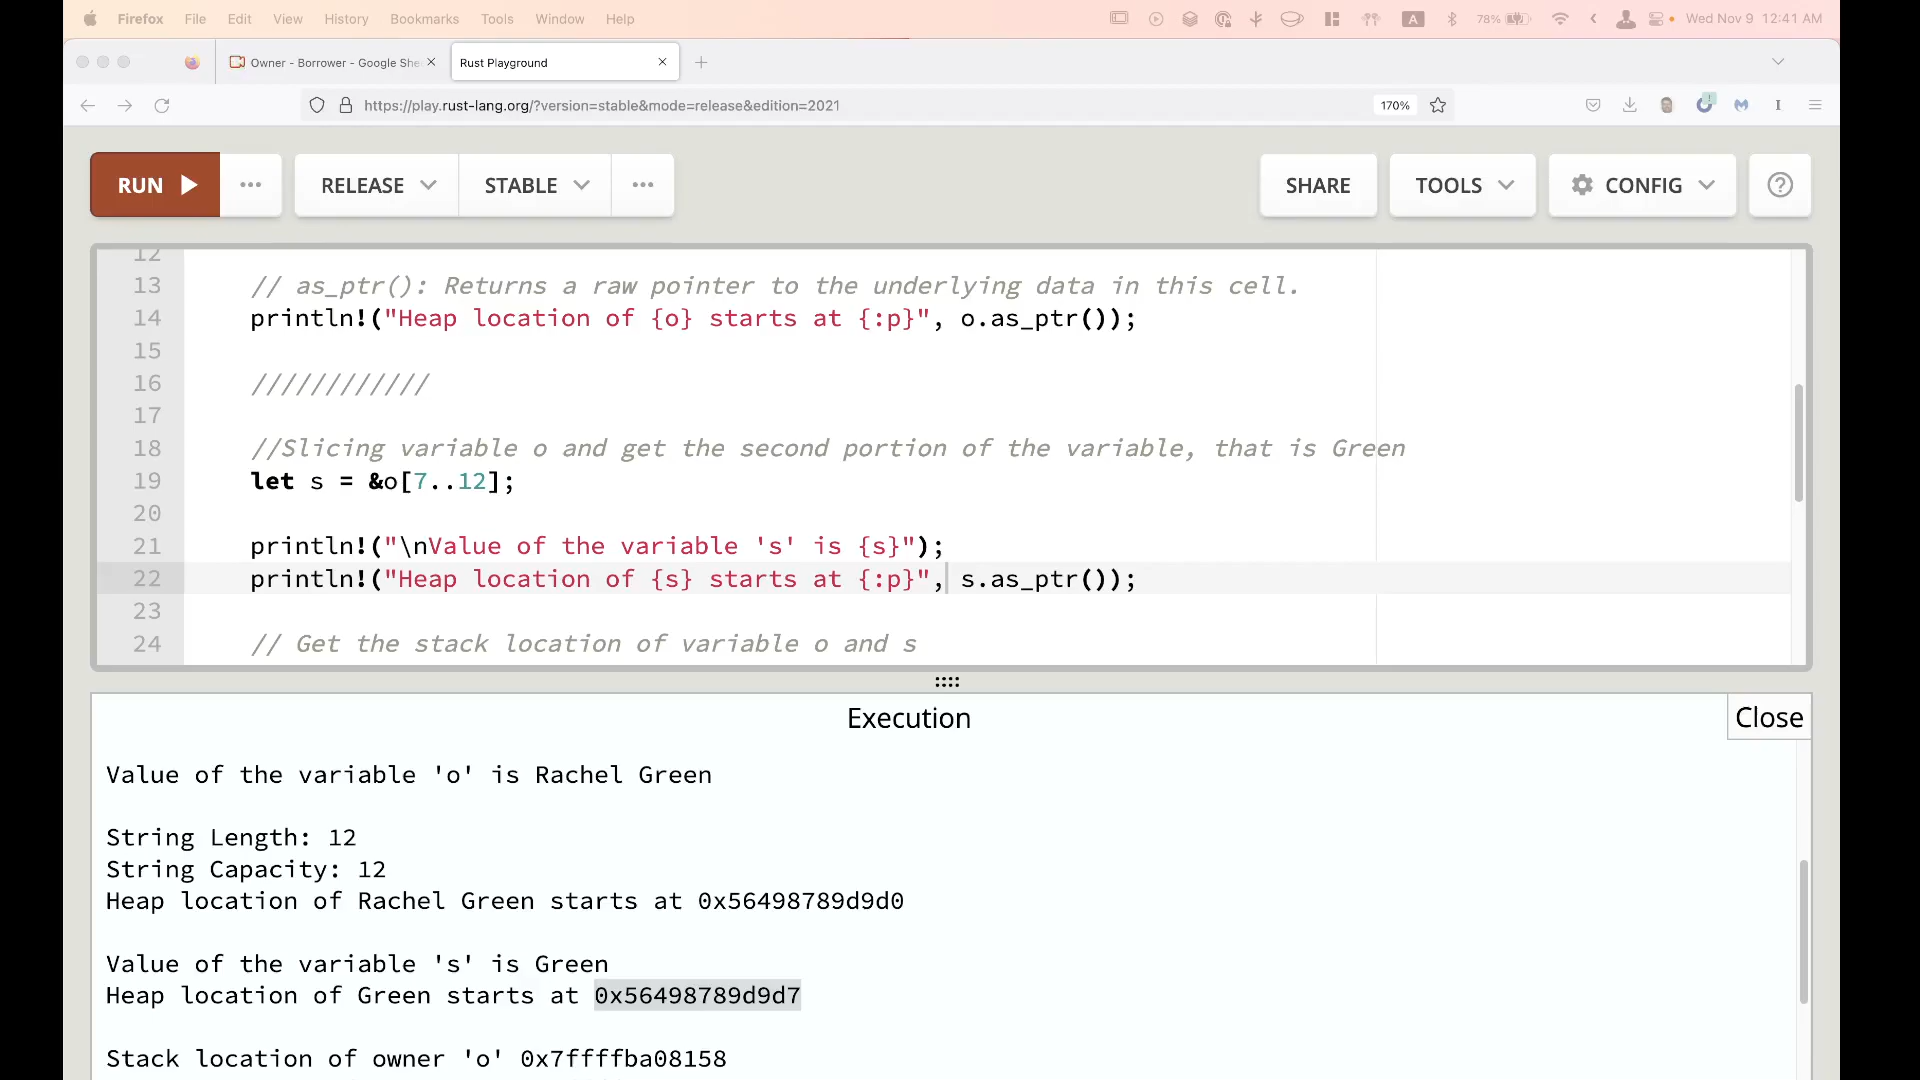 Firefox File Edit View History Bookmarks Tools Window Help A 78% Wed Nov 9 12:41 AM
Owner - Borrower - Google She Rust Playground
https://play.rust-lang.org/?version=stable&mode=release&edition=2021 170%
RUN ▶ ••• RELEASE STABLE ••• SHARE TOOLS CONFIG ?
12
13 // as_ptr(): Returns a raw pointer to the underlying data in this cell.
14 println!("Heap location of {o} starts at {:p}", o.as_ptr());
15
16 ////////////
17
18 //Slicing variable o and get the second portion of the variable, that is Green
19 let s = &o[7..12];
20
21 println!("\nValue of the variable 's' is {s}");
22 println!("Heap location of {s} starts at {:p}", s.as_ptr());
23
24 // Get the stack location of variable o and s
Execution Close
Value of the variable 'o' is Rachel Green
String Length: 12
String Capacity: 12
Heap location of Rachel Green starts at 0x56498789d9d0
Value of the variable 's' is Green
Heap location of Green starts at 0x56498789d9d7
Stack location of owner 'o' 0x7ffffba08158